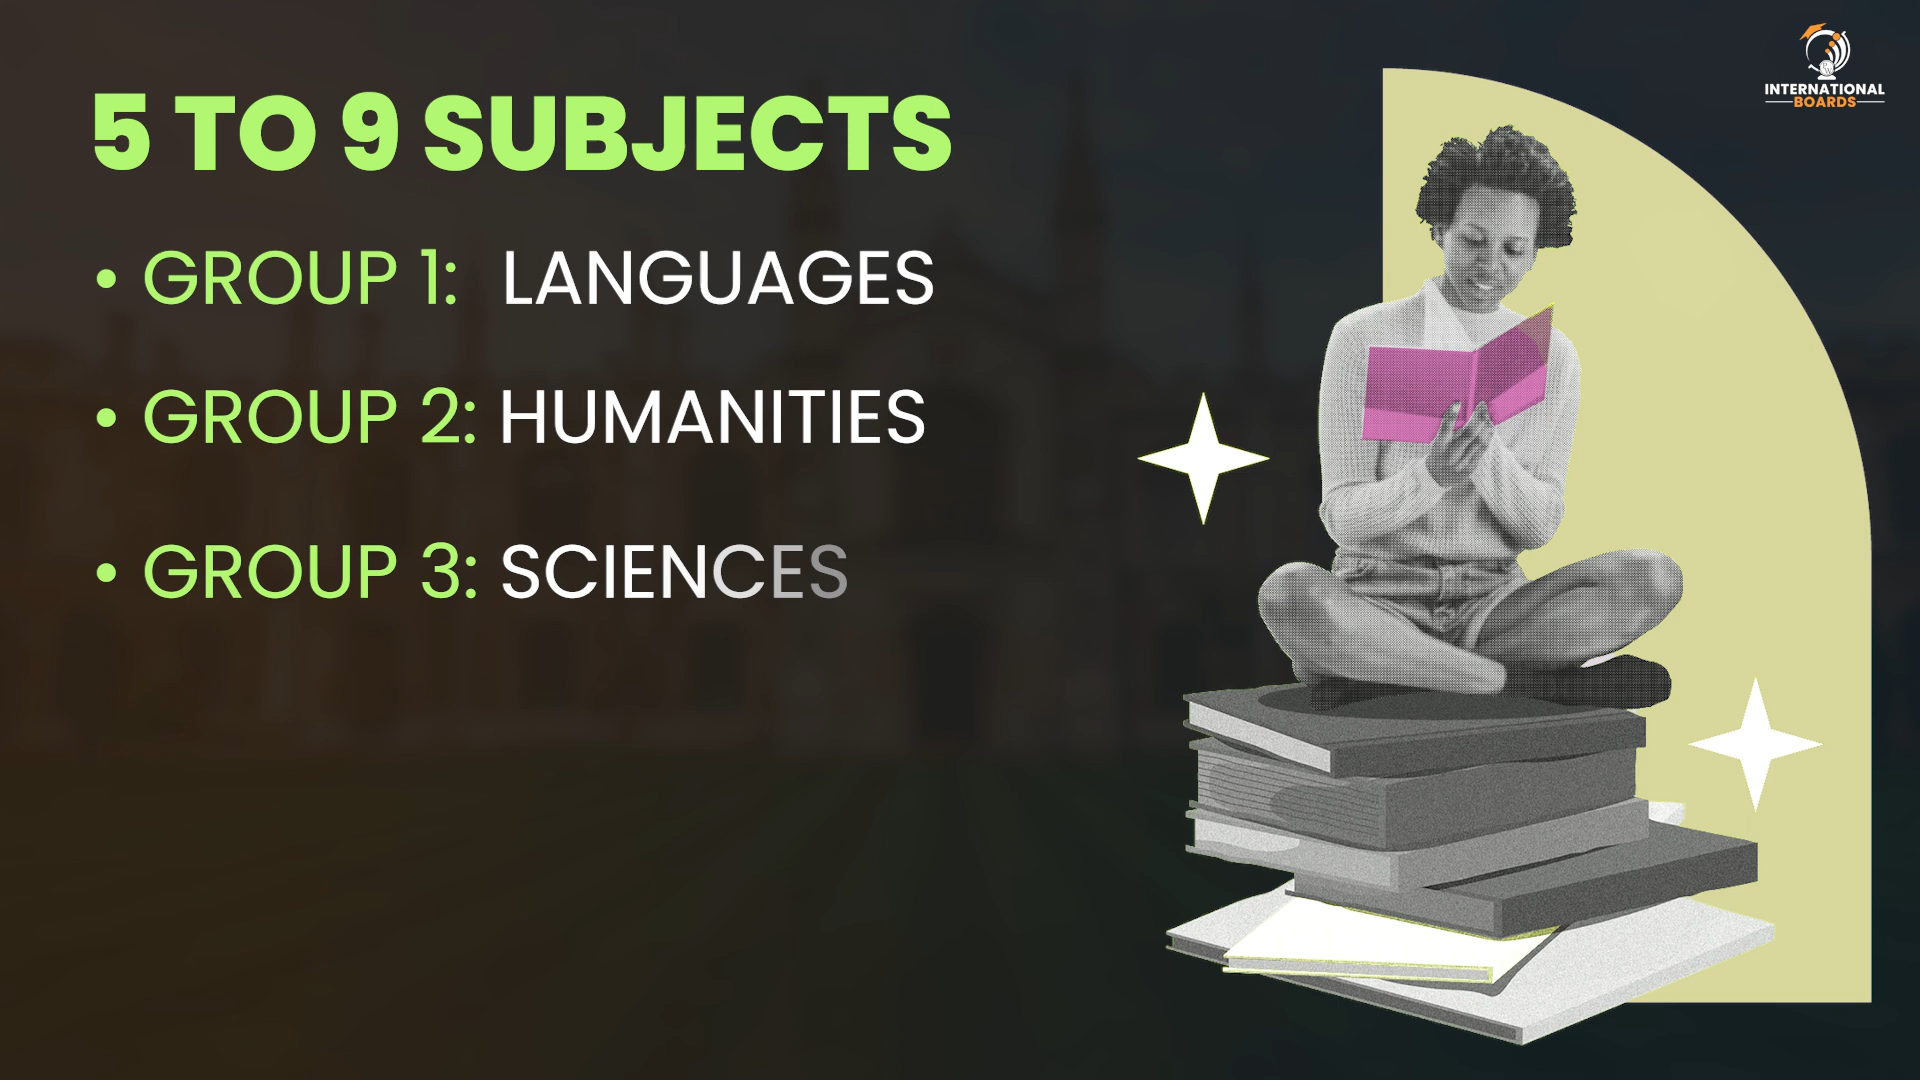 INTERNATIONAL
BOARDS
5 TO 9 SUBJECTS
• GROUP 1: LANGUAGES
• GROUP 2: HUMANITIES
• GROUP 3: SCIENCES